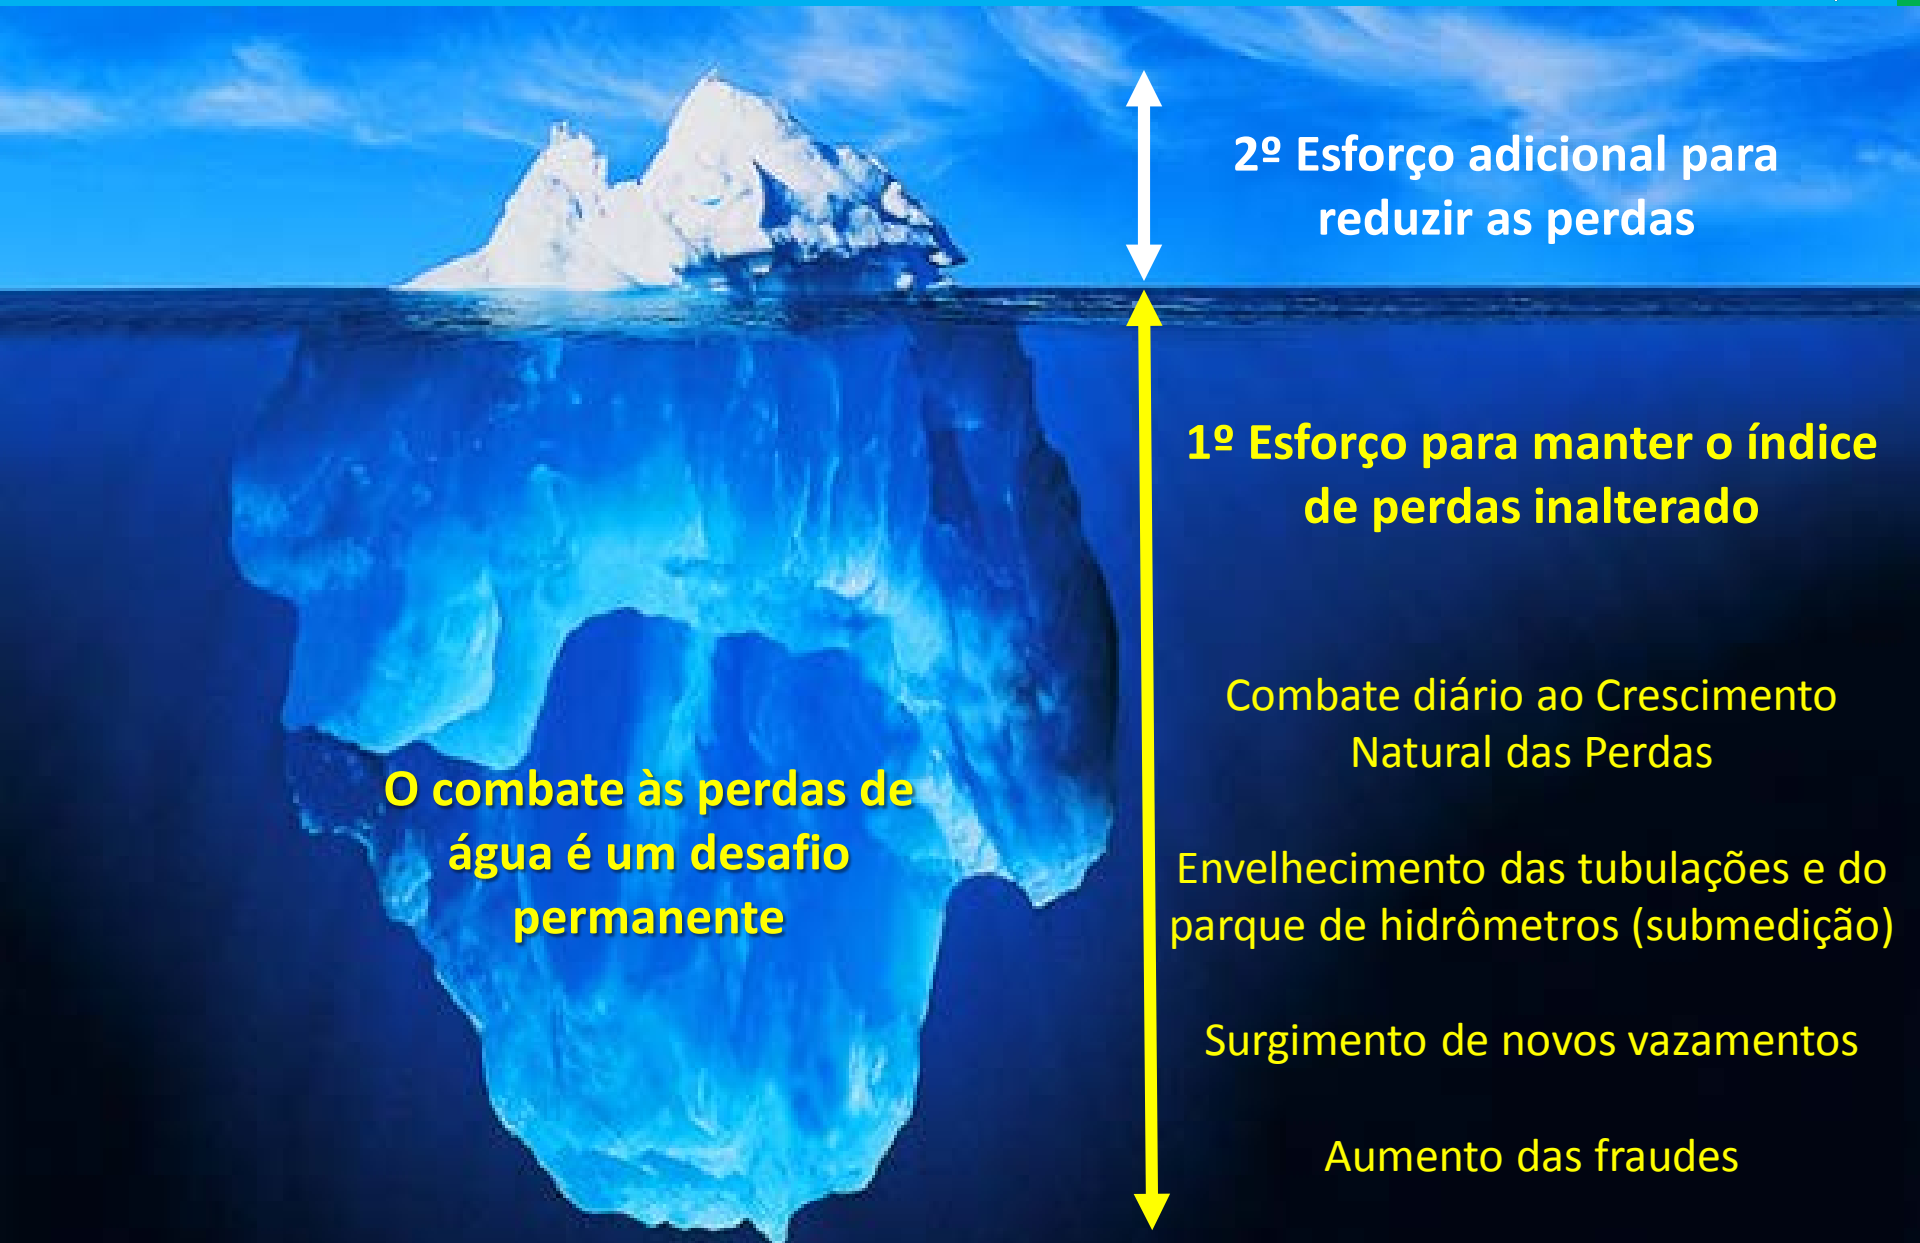 2º Esforço adicional para
reduzir as perdas
1º Esforço para manter o índice
de perdas inalterado
Combate diário ao Crescimento
Natural das Perdas
O combate às perdas de
água é um desafio
permanente
Envelhecimento das tubulações e do
parque de hidrômetros (submedição)
Surgimento de novos vazamentos
Aumento das fraudes